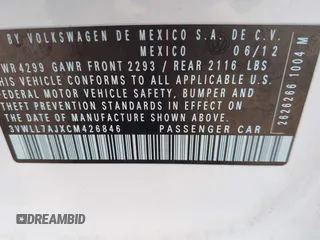 BY VOLKSWAGEN DE MEXICO S.A. DE C.V.
MEXICO 06/12
WR4299 GAWR FRONT 2293 / REAR 2116 LBS
THIS VEHICLE CONFORMS TO ALL APPLICABLE U.S.
FEDERAL MOTOR VEHICLE SAFETY, BUMPER AND
THEFT PREVENTION STANDARDS IN EFFECT ON
THE DATE OF MANUFACTURE SHOWN ABOVE.
3VWLL7AJXCM426846 PASSENGER CAR
2626266 1004 M
DREAMBID